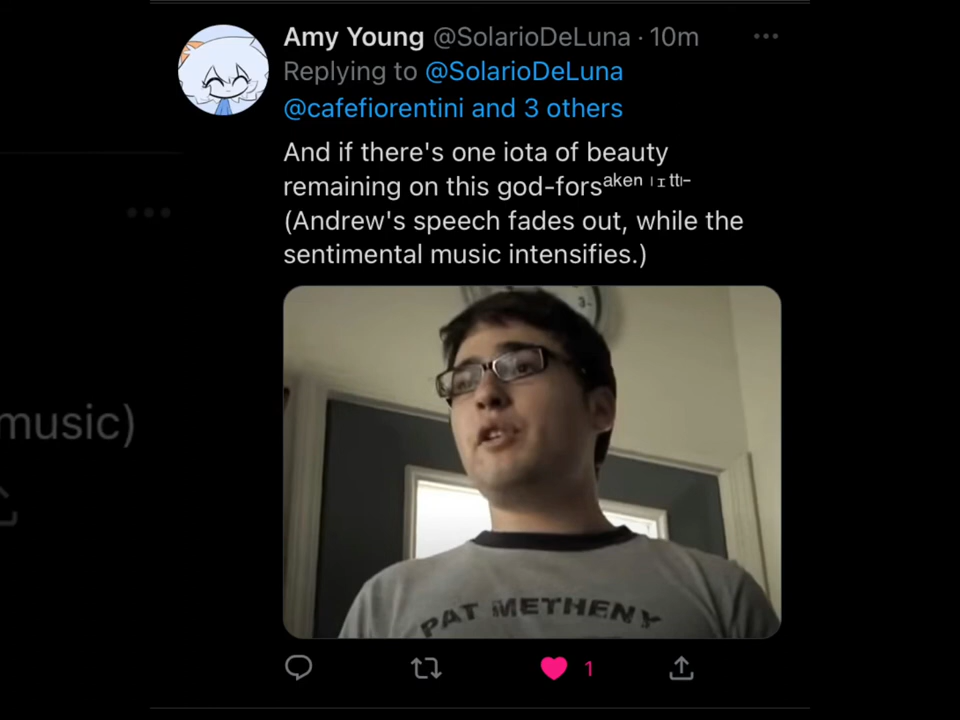 Amy Young @SolarioDeLuna · 10m
Replying to @SolarioDeLuna
@cafefiorentini and 3 others
And if there's one iota of beauty
remaining on this god-forsᵃᵏᵉⁿ
(Andrew's speech fades out, while the
sentimental music intensifies.)
3
PAT METHENY
1
music)